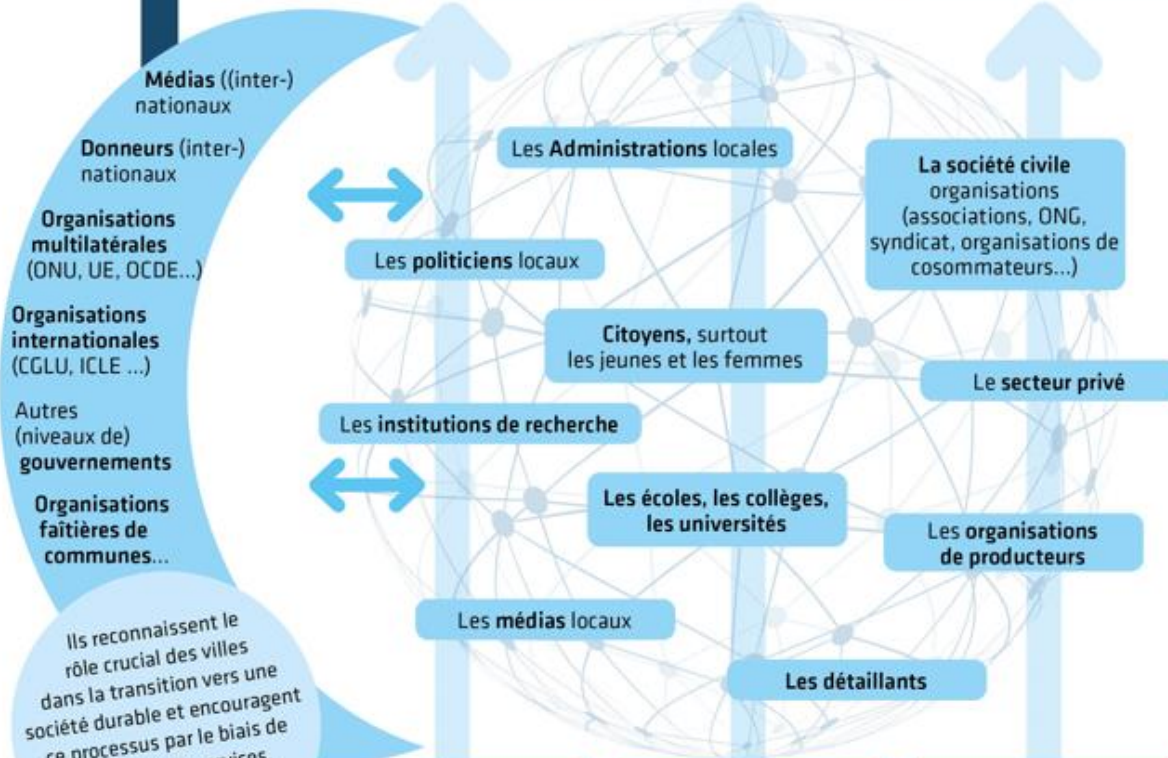 Médias ((inter-)
nationaux
Donneurs (inter-)
nationaux
Organisations
multilatérales
(ONU, UE, OCDE...)
Organisations
internationales
(CGLU, ICLE ...)
Autres
(niveaux de)
gouvernements
Organisations
faîtières de
communes...
Ils reconnaissent le
rôle crucial des villes
dans la transition vers une
société durable et encouragent
ce processus par le biais de
Les Administrations locales
La société civile
organisations
(associations, ONG,
syndicat, organisations de
cosommateurs...)
Les politiciens locaux
Citoyens, surtout
les jeunes et les femmes
Le secteur privé
Les institutions de recherche
Les écoles, les collèges,
les universités
Les organisations
de producteurs
Les médias locaux
Les détaillants